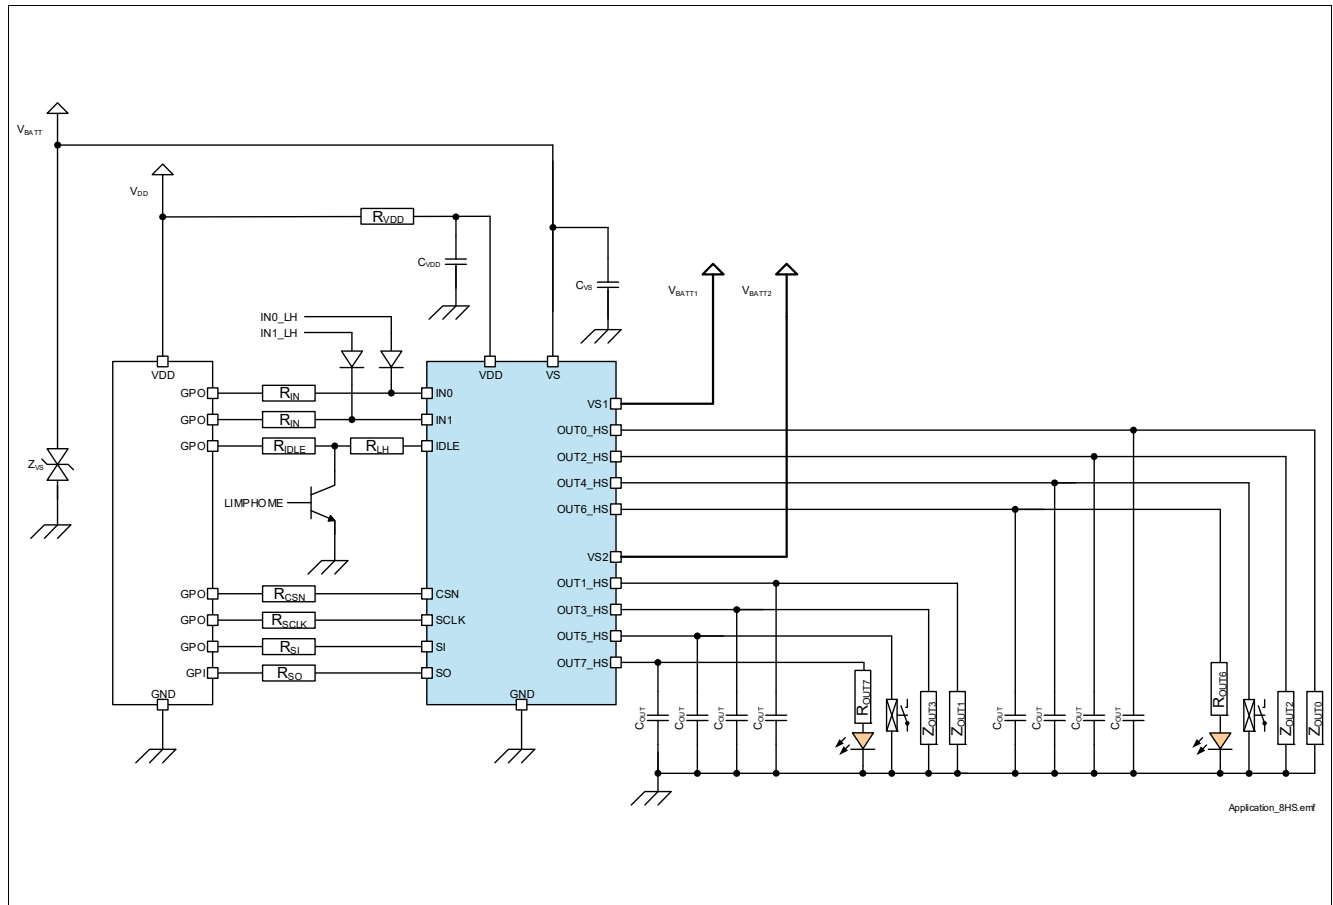 VBATT
VDD
RVDD
CVDD
CVS
VBATT1
VBATT2
IN0_LH
IN1_LH
VDD
VDD
VS
GPO
RIN
IN0
GPO
RIN
IN1
GPO
RIDLE
RLH
IDLE
VS1
OUT0_HS
OUT2_HS
OUT4_HS
OUT6_HS
ZVS
LIMPHOME
VS2
OUT1_HS
OUT3_HS
OUT5_HS
OUT7_HS
GPO
RCSN
CSN
GPO
RSCLK
SCLK
GPO
RSI
SI
GPI
RSO
SO
GND
GND
COUT
COUT
COUT
COUT
ROUT7
ZOUT3
ZOUT1
COUT
COUT
COUT
COUT
ROUT6
ZOUT2
ZOUT0
Application_8HS.emf